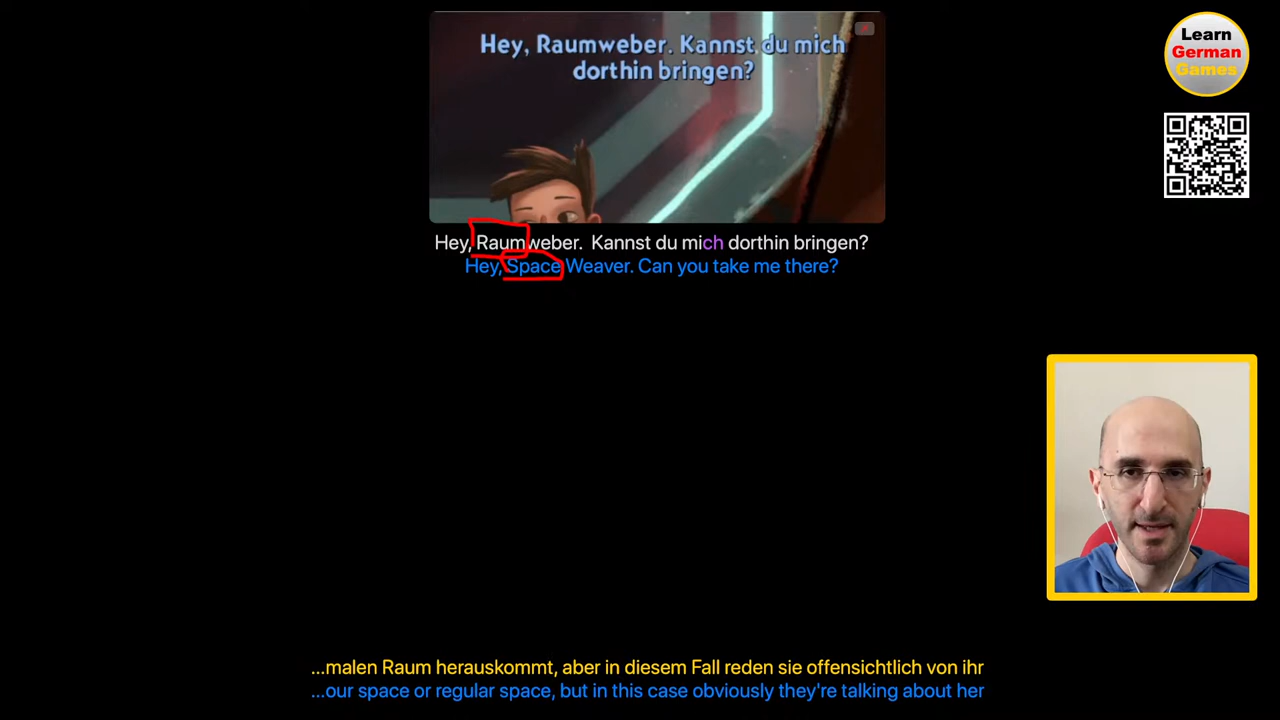 Hey, Raumweber. Kannst du mich
dorthin bringen?
Learn
German
Games
Hey, Raumweber. Kannst du mich dorthin bringen?
Hey, Space Weaver. Can you take me there?
...malen Raum herauskommt, aber in diesem Fall reden sie offensichtlich von ihr
...our space or regular space, but in this case obviously they're talking about her